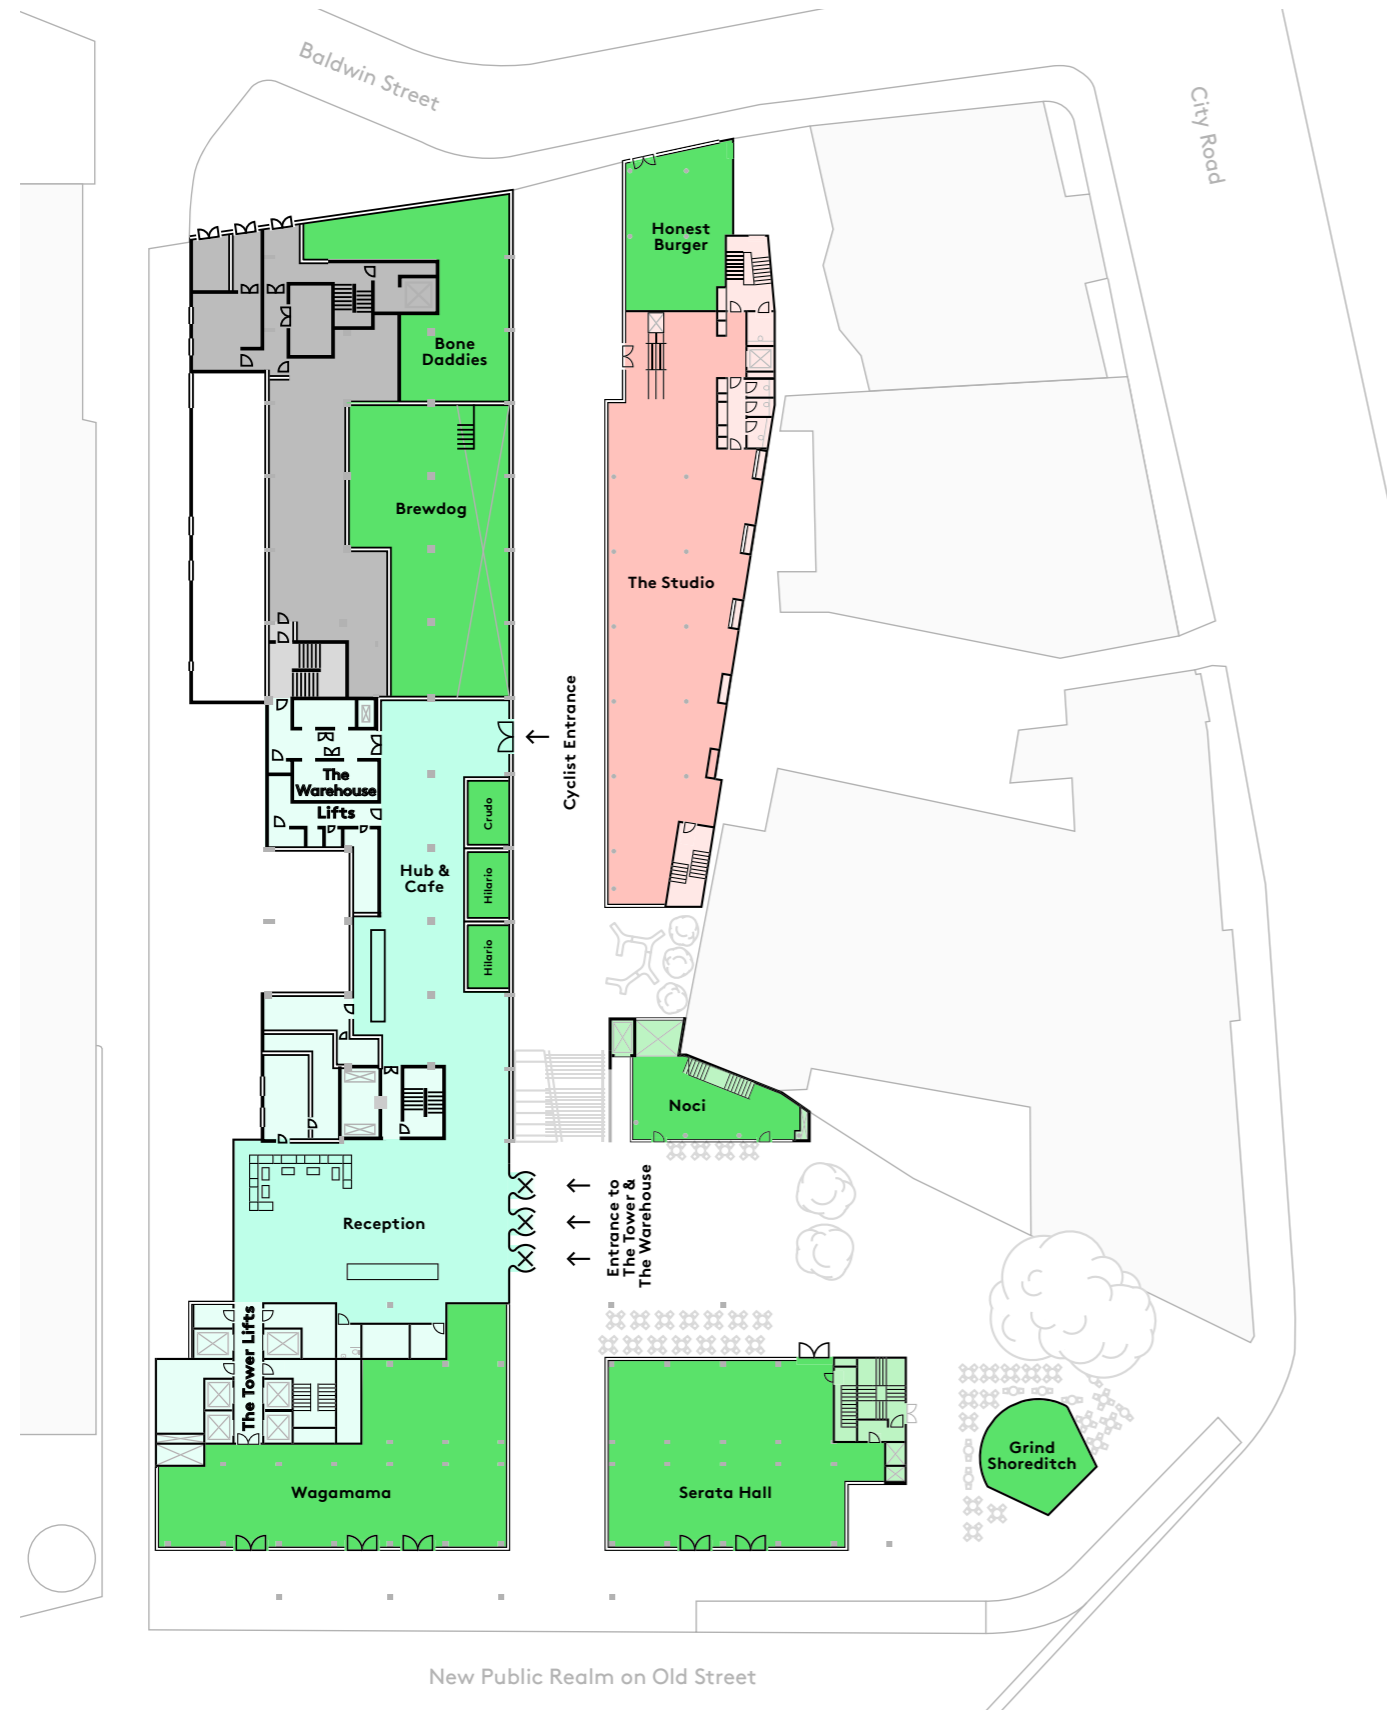 Baldwin Street
City Road
Honest
Burger
Bone
Daddies
Brewdog
The Studio
Cyclist Entrance
The
Warehouse
Lifts
Crudo
Hub &
Cafe
Hilario
Hilario
Noci
Entrance to
The Tower &
The Warehouse
Reception
The Tower Lifts
Grind
Shoreditch
Wagamama
Serata Hall
New Public Realm on Old Street